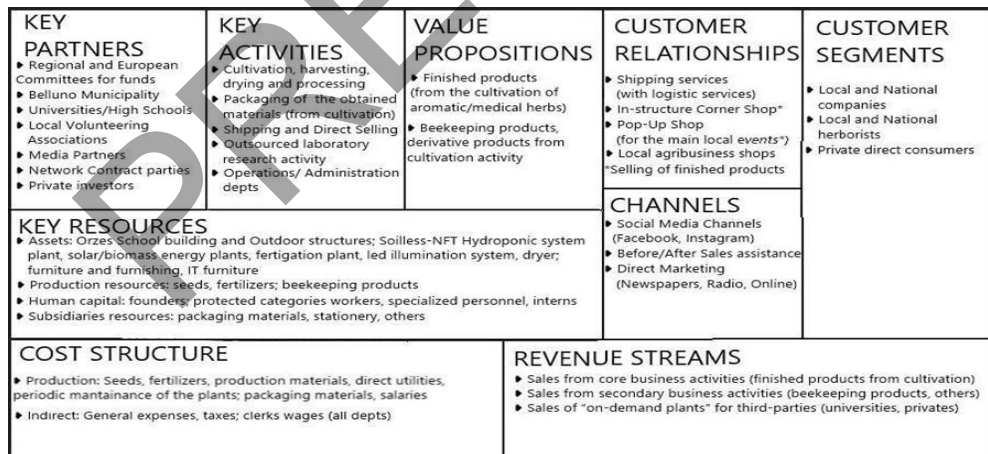 KEY
PARTNERS
▶ Regional and European
Committees for funds
▶ Belluno Municipality
▶ Universities/High Schools
▶ Local Volunteering
Associations
▶ Media Partners
▶ Network Contract parties
▶ Private investors
KEY
ACTIVITIES
▶ Cultivation, harvesting,
drying and processing
▶ Packaging of the obtained
materials (from cultivation)
▶ Shipping and Direct Selling
▶ Outsourced laboratory
research activity
▶ Operations/ Administration
depts
VALUE
PROPOSITIONS
▶ Finished products
(from the cultivation of
aromatic/medical herbs)
▶ Beekeeping products,
derivative products from
cultivation activity
CUSTOMER
RELATIONSHIPS
▶ Shipping services
(with logistic services)
▶ In-structure Corner Shop*
▶ Pop-Up Shop
(for the main local events*)
▶ Local agribusiness shops
*Selling of finished products
CUSTOMER
SEGMENTS
▶ Local and National
companies
▶ Local and National
herborists
▶ Private direct consumers
KEY RESOURCES
▶ Assets: Orzes School building and Outdoor structures; Soilless-NFT Hydroponic system
plant, solar/biomass energy plants, fertigation plant, led illumination system, dryer;
furniture and furnishing, IT furniture
▶ Production resources: seeds, fertilizers; beekeeping products
▶ Human capital: founders, protected categories workers, specialized personnel, interns
▶ Subsidiaries resources: packaging materials, stationery, others
CHANNELS
▶ Social Media Channels
(Facebook, Instagram)
▶ Before/After Sales assistance
▶ Direct Marketing
(Newspapers, Radio, Online)
COST STRUCTURE
▶ Production: Seeds, fertilizers, production materials, direct utilities,
periodic mantainance of the plants; packaging materials, salaries
▶ Indirect: General expenses, taxes; clerks wages (all depts)
REVENUE STREAMS
▶ Sales from core business activities (finished products from cultivation)
▶ Sales from secondary business activities (beekeeping products, others)
▶ Sales of "on-demand plants" for third-parties (universities, privates)
PRE